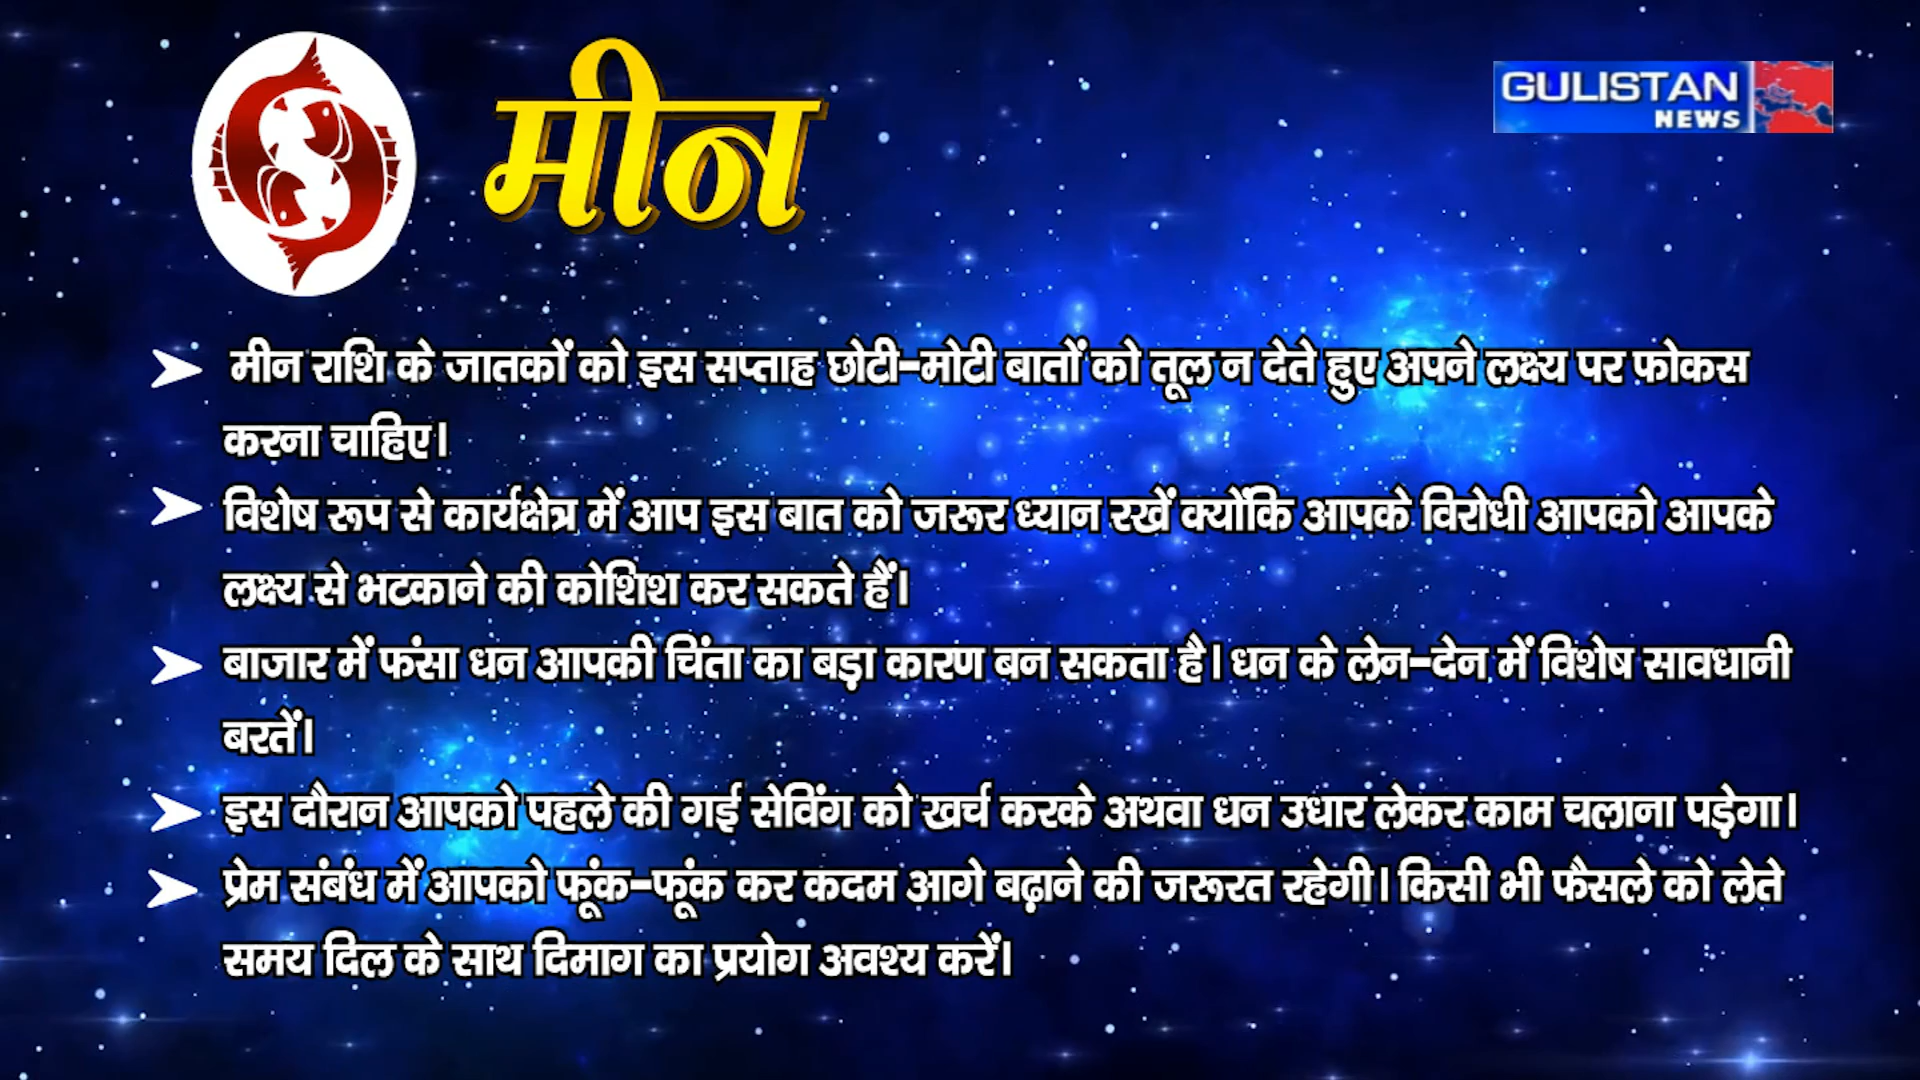 मीन
GULISTAN
NEWS
मीन राशि के जातकों को इस सप्ताह छोटी-मोटी बातों को तूल न देते हुए अपने लक्ष्य पर फोकस
करना चाहिए।
विशेष रूप से कार्यक्षेत्र में आप इस बात को जरूर ध्यान रखें क्योंकि आपके विरोधी आपको आपके
लक्ष्य से भटकाने की कोशिश कर सकते हैं।
बाजार में फंसा धन आपकी चिंता का बड़ा कारण बन सकता है। धन के लेन-देन में विशेष सावधानी
बरतें।
इस दौरान आपको पहले की गई सेविंग को खर्च करके अथवा धन उधार लेकर काम चलाना पड़ेगा।
प्रेम संबंध में आपको फूंक-फूंक कर कदम आगे बढ़ाने की जरूरत रहेगी। किसी भी फैसले को लेते
समय दिल के साथ दिमाग का प्रयोग अवश्य करें।